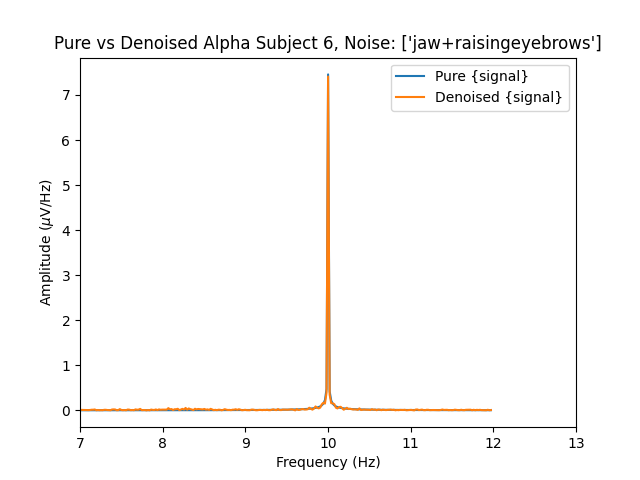 Pure vs Denoised Alpha Subject 6, Noise: ['jaw+raisingeyebrows']
Pure {signal}
Denoised {signal}
Amplitude (μV/Hz)
7
6
5
4
3
2
1
0
7 8 9 10 11 12 13
Frequency (Hz)